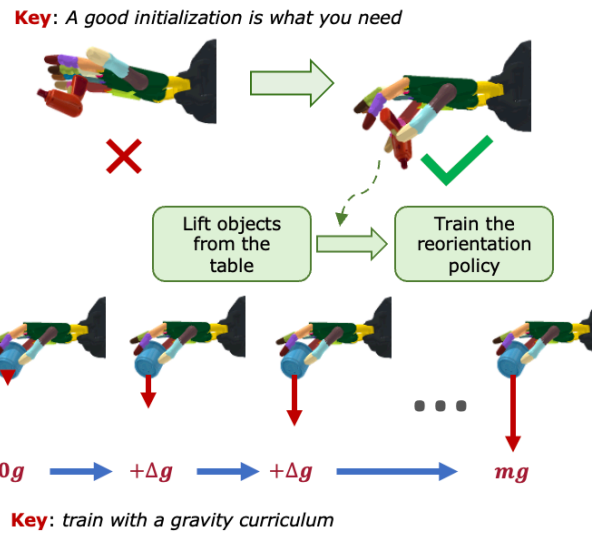 Key: A good initialization is what you need
Lift objects
from the
table
Train the
reorientation
policy
0g
+Δg
+Δg
mg
Key: train with a gravity curriculum